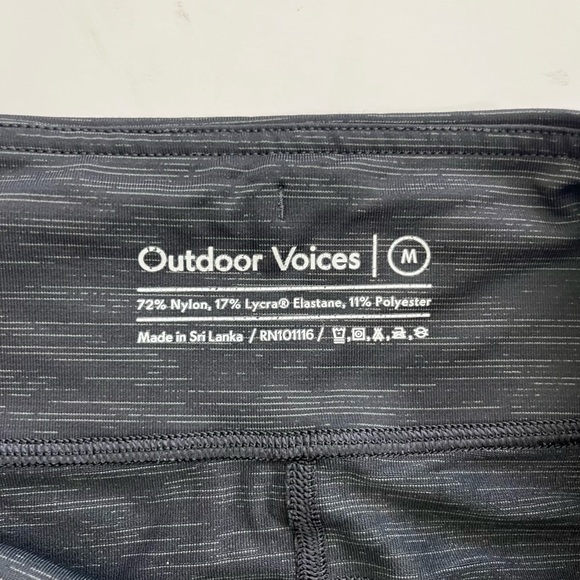 Outdoor Voices | M
72% Nylon, 17% Lycra® Elastane, 11% Polyester
Made in Sri Lanka / RN101116 /